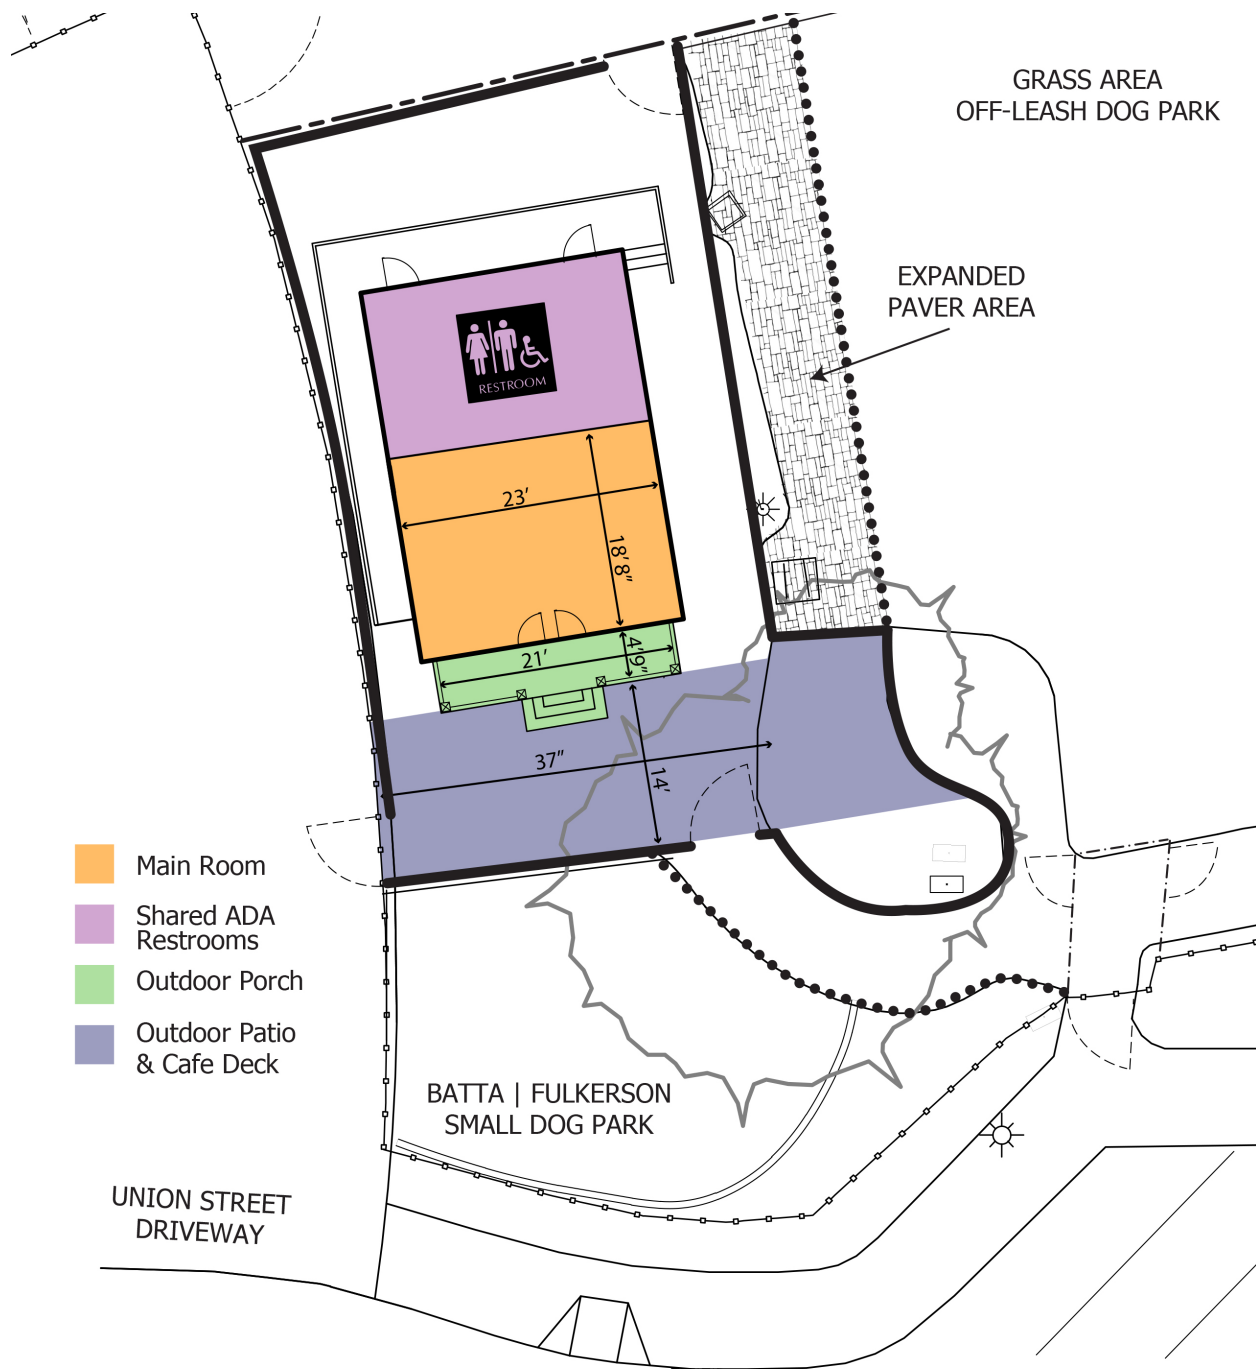 GRASS AREA
OFF-LEASH DOG PARK
EXPANDED
PAVER AREA
RESTROOM
23′
18′8″
21′
4′9″
37″
14′
Main Room
Shared ADA
Restrooms
Outdoor Porch
Outdoor Patio
& Cafe Deck
BATTA | FULKERSON
SMALL DOG PARK
UNION STREET
DRIVEWAY